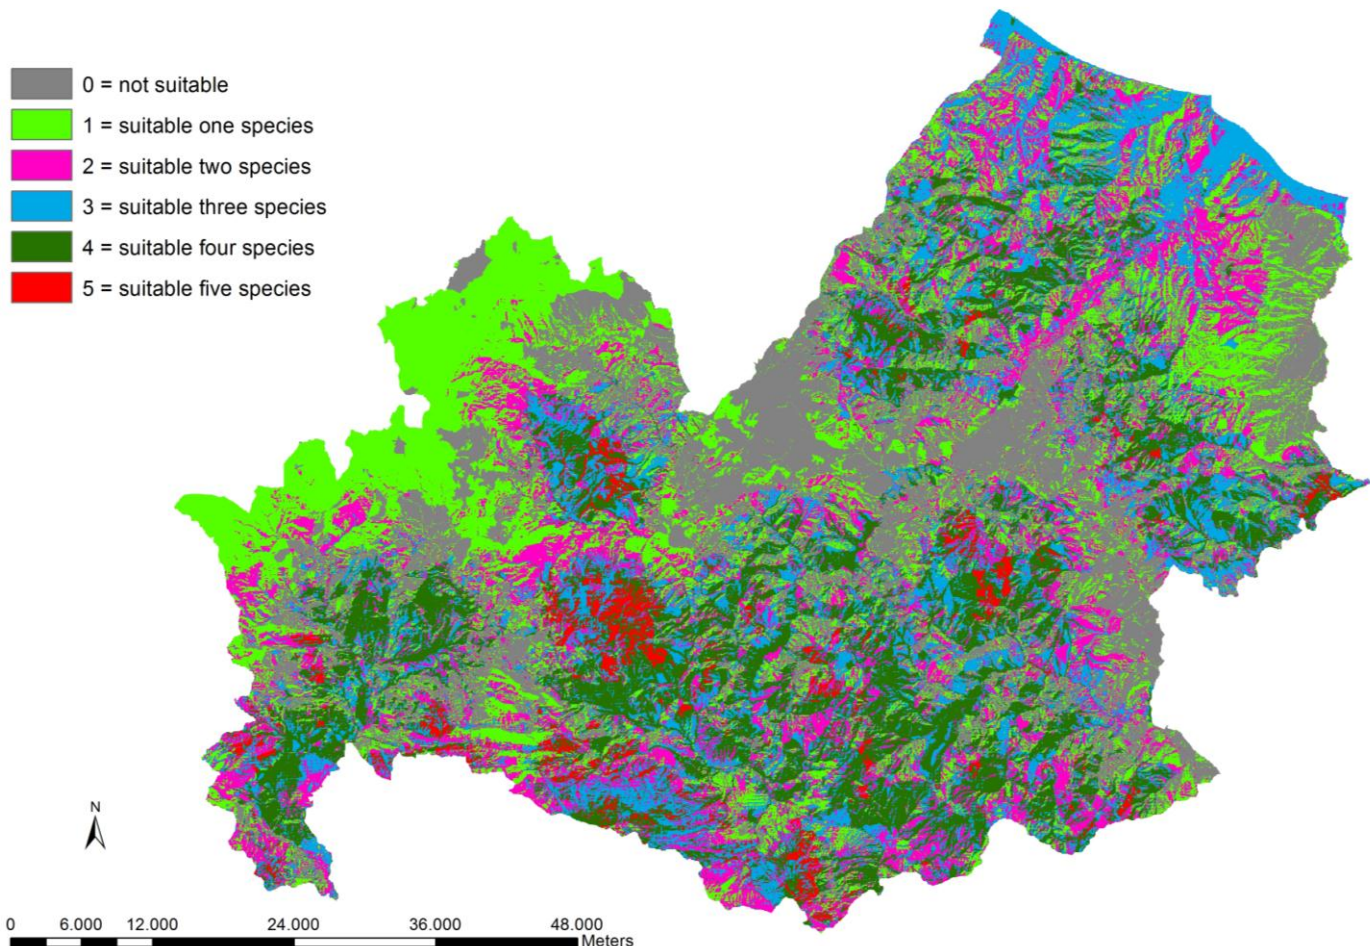 0 = not suitable
1 = suitable one species
2 = suitable two species
3 = suitable three species
4 = suitable four species
5 = suitable five species
N
0 6.000 12.000 24.000 36.000 48.000
Meters